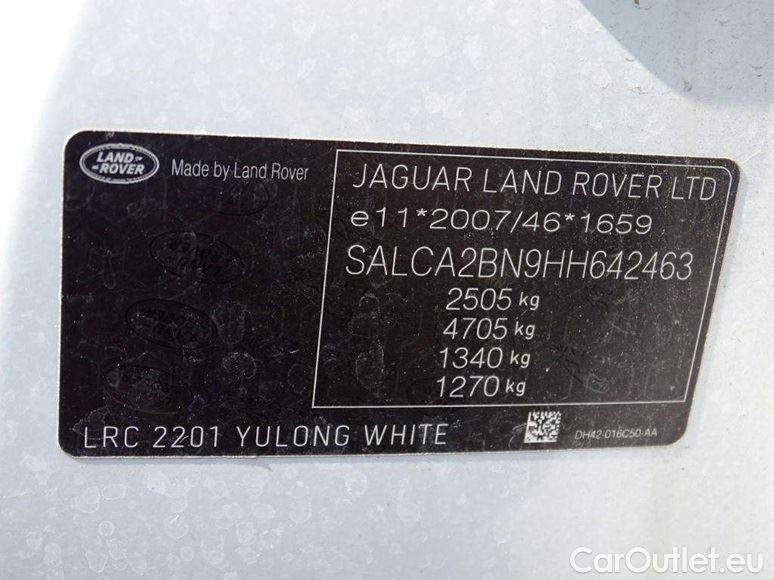 LAND
ROVER
Made by Land Rover
JAGUAR LAND ROVER LTD
e11*2007/46*1659
SALCA2BN9HH642463
2505 kg
4705 kg
1340 kg
1270 kg
LRC 2201 YULONG WHITE
DH42-016C50-AA
CarOutlet.eu